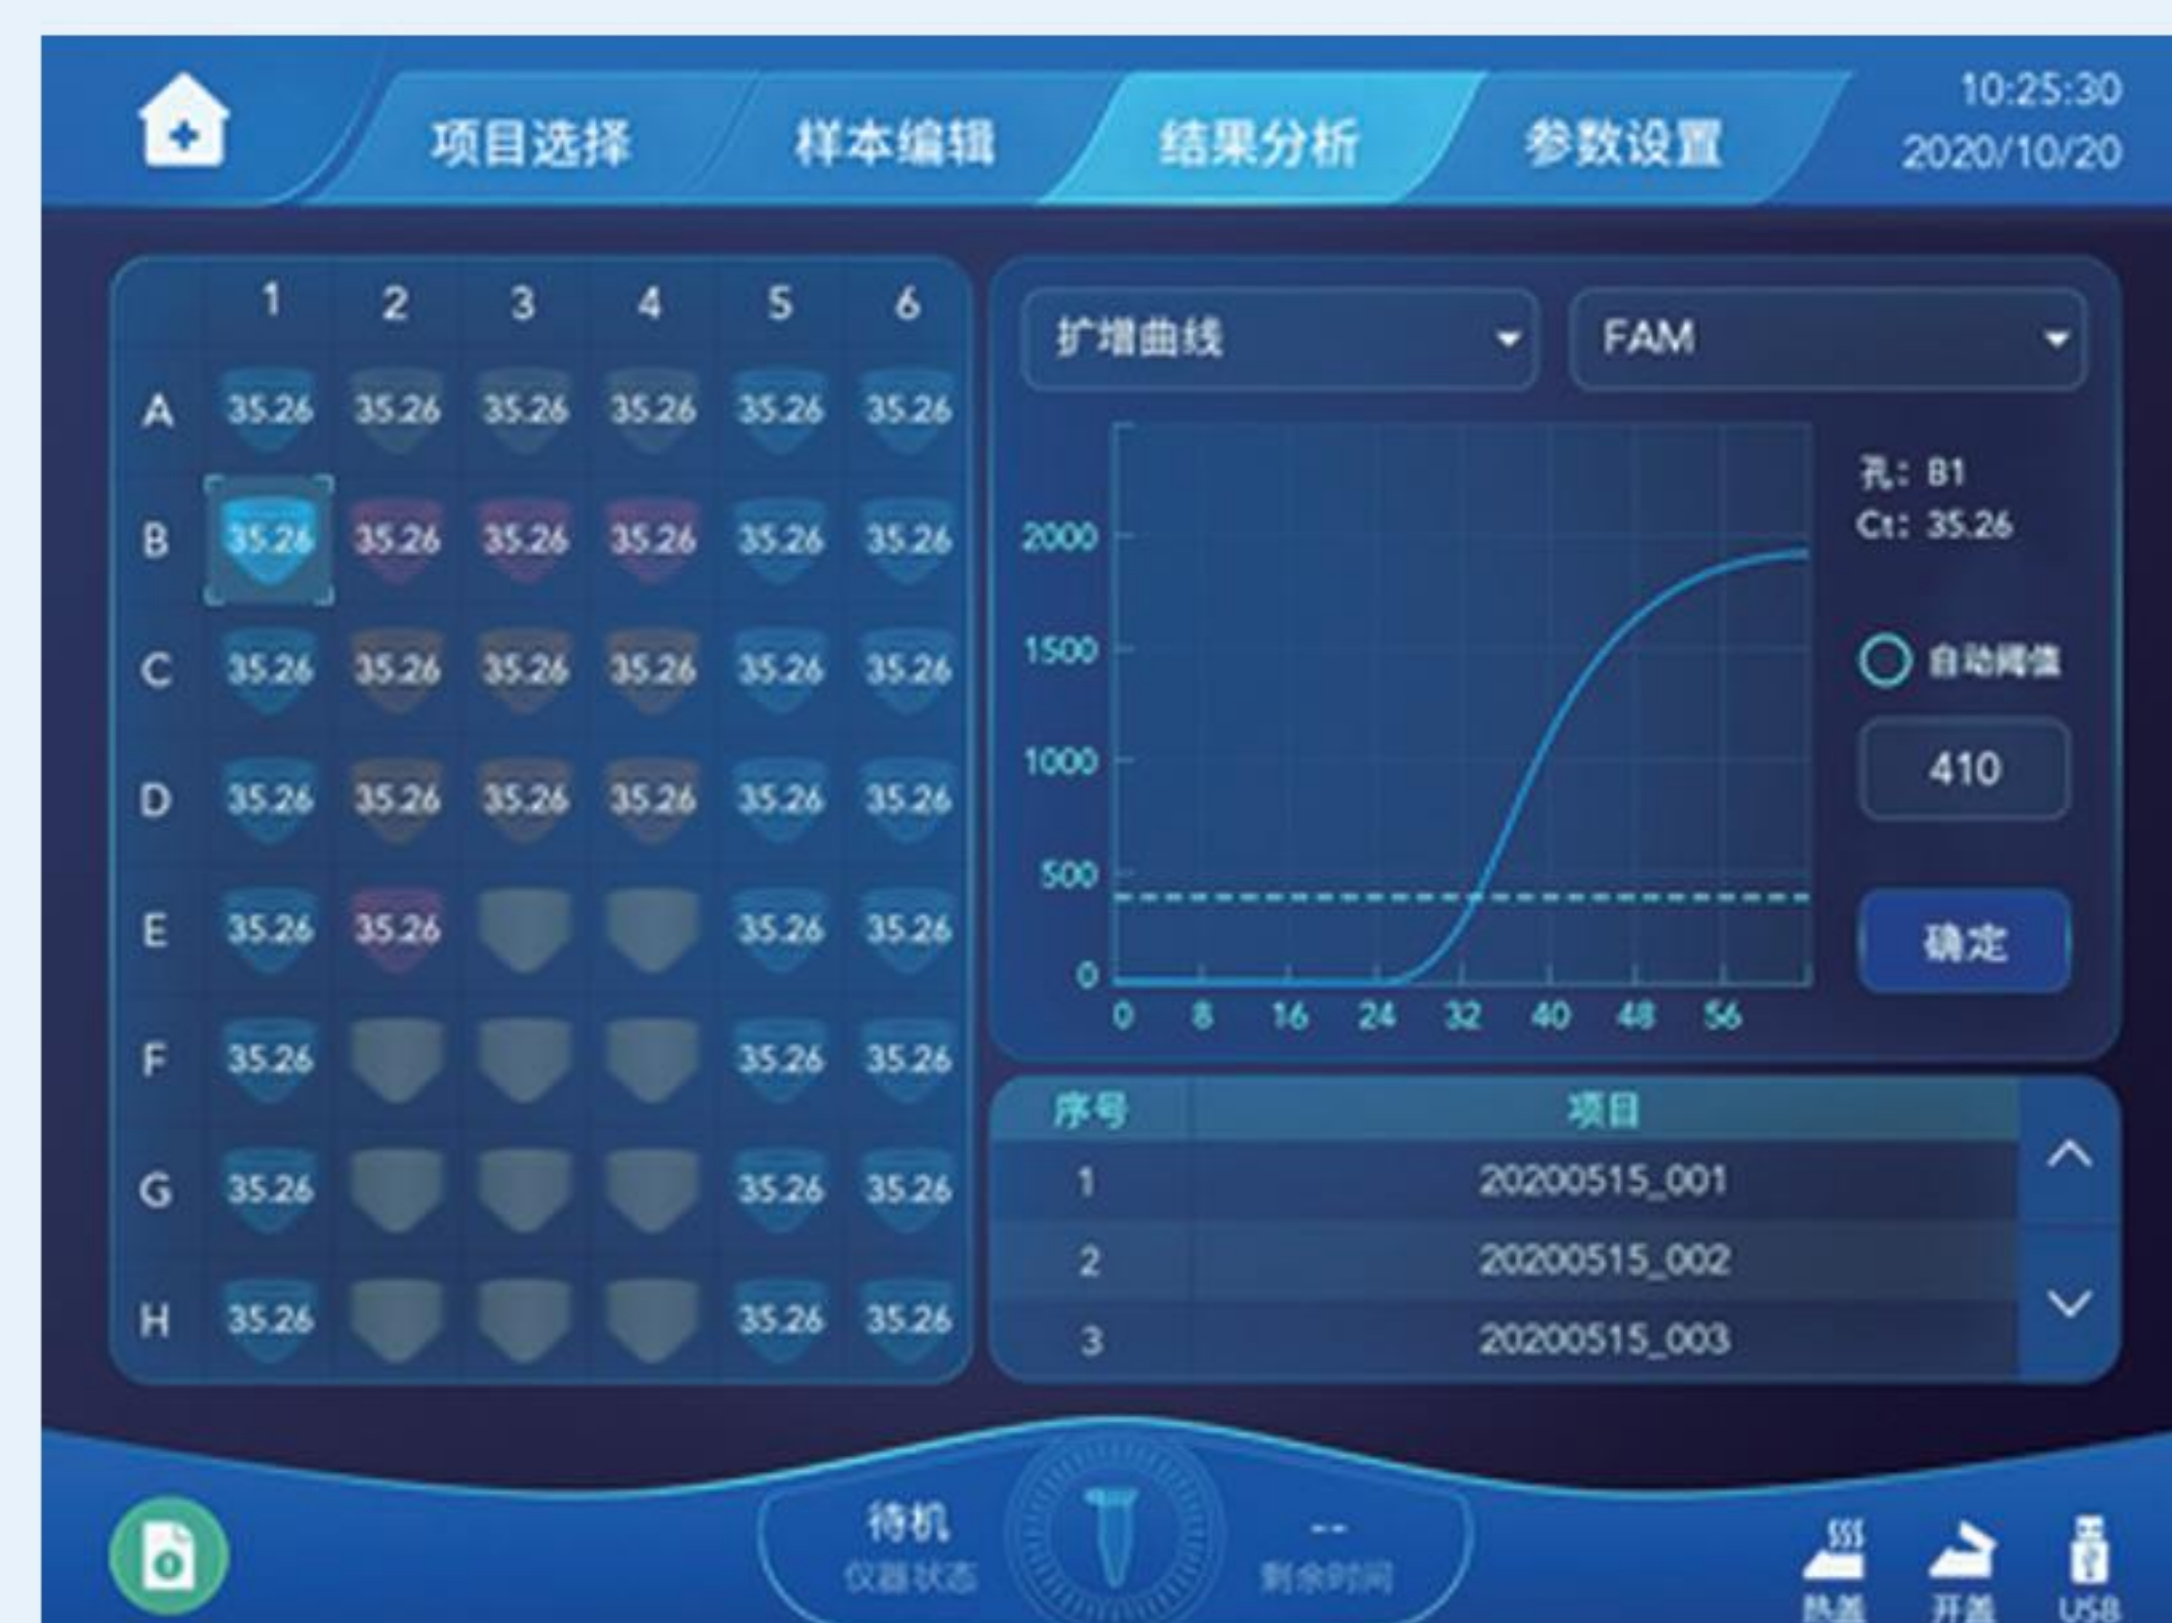 项目选择 样本编辑 结果分析 参数设置
10:25:30
2020/10/20
1 2 3 4 5 6
A 35.26 35.26 35.26 35.26 35.26 35.26
B 35.26 35.26 35.26 35.26 35.26 35.26
C 35.26 35.26 35.26 35.26 35.26 35.26
D 35.26 35.26 35.26 35.26 35.26 35.26
E 35.26 35.26 35.26 35.26
F 35.26 35.26 35.26
G 35.26 35.26 35.26
H 35.26 35.26 35.26
扩增曲线 FAM
2000
1500
1000
500
0
0 8 16 24 32 40 48 56
孔: B1
Ct: 35.26
自动阈值
410
确定
序号 项目
1 20200515_001
2 20200515_002
3 20200515_003
待机
仪器状态
--
剩余时间
热盖 开盖 USB